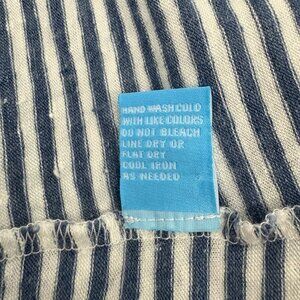 HAND WASH COLD
WITH LIKE COLORS
DO NOT BLEACH
LINE DRY OR
FLAT DRY
COOL IRON
AS NEEDED